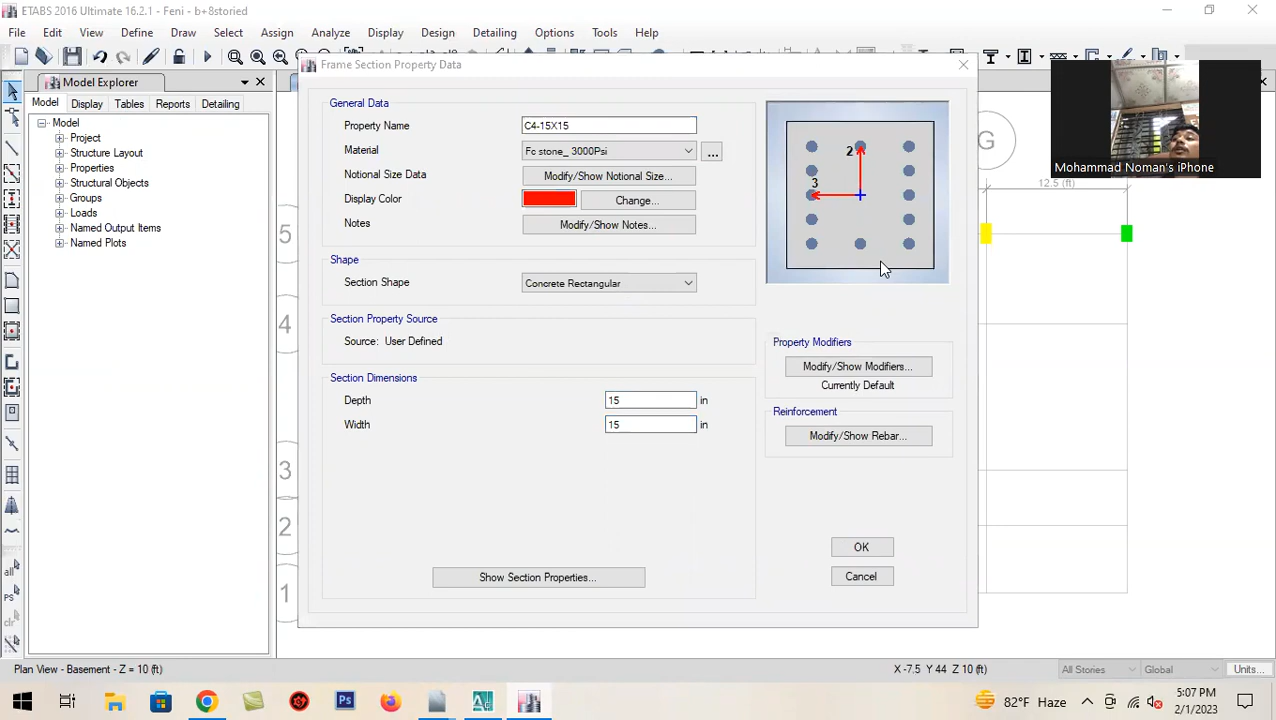 ETABS 2016 Ultimate 16.2.1 - Feni - b+8storied
File Edit View Define Draw Select Assign Analyze Display Design Detailing Options Tools Help
Model Explorer
Model Display Tables Reports Detailing
Model
Project
Structure Layout
Properties
Structural Objects
Groups
Loads
Named Output Items
Named Plots
Frame Section Property Data
General Data
Property Name C4-15X15
Material Fc stone_ 3000Psi ...
Notional Size Data Modify/Show Notional Size...
Display Color Change...
Notes Modify/Show Notes...
Shape
Section Shape Concrete Rectangular
Section Property Source
Source: User Defined
Section Dimensions
Depth 15 in
Width 15 in
Show Section Properties...
2
3
Property Modifiers
Modify/Show Modifiers...
Currently Default
Reinforcement
Modify/Show Rebar...
OK
Cancel
5
4
3
2
1
G
12.5 (ft)
Mohammad Noman's iPhone
all
PS
clr
Plan View - Basement - Z = 10 (ft) X -7.5 Y 44 Z 10 (ft) All Stories Global Units...
Ps
82°F Haze
5:07 PM
2/1/2023